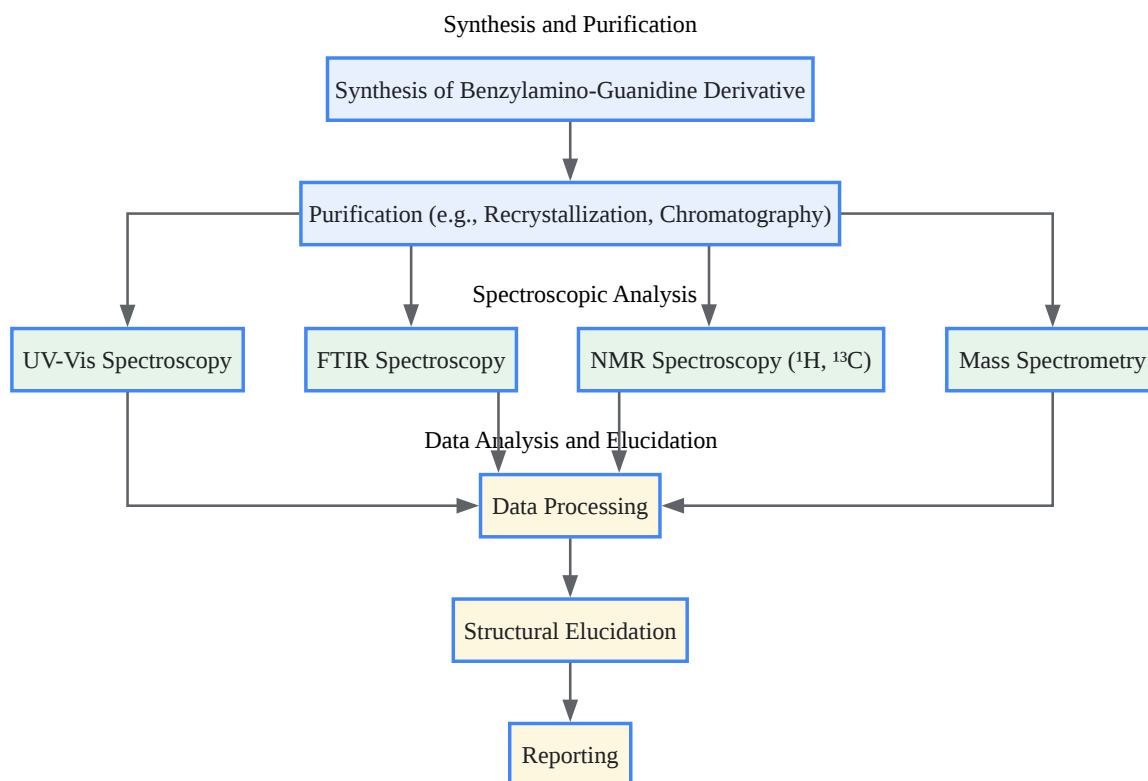 Synthesis and Purification
Synthesis of Benzylamino-Guanidine Derivative
Purification (e.g., Recrystallization, Chromatography)
Spectroscopic Analysis
UV-Vis Spectroscopy
FTIR Spectroscopy
NMR Spectroscopy (¹H, ¹³C)
Mass Spectrometry
Data Analysis and Elucidation
Data Processing
Structural Elucidation
Reporting